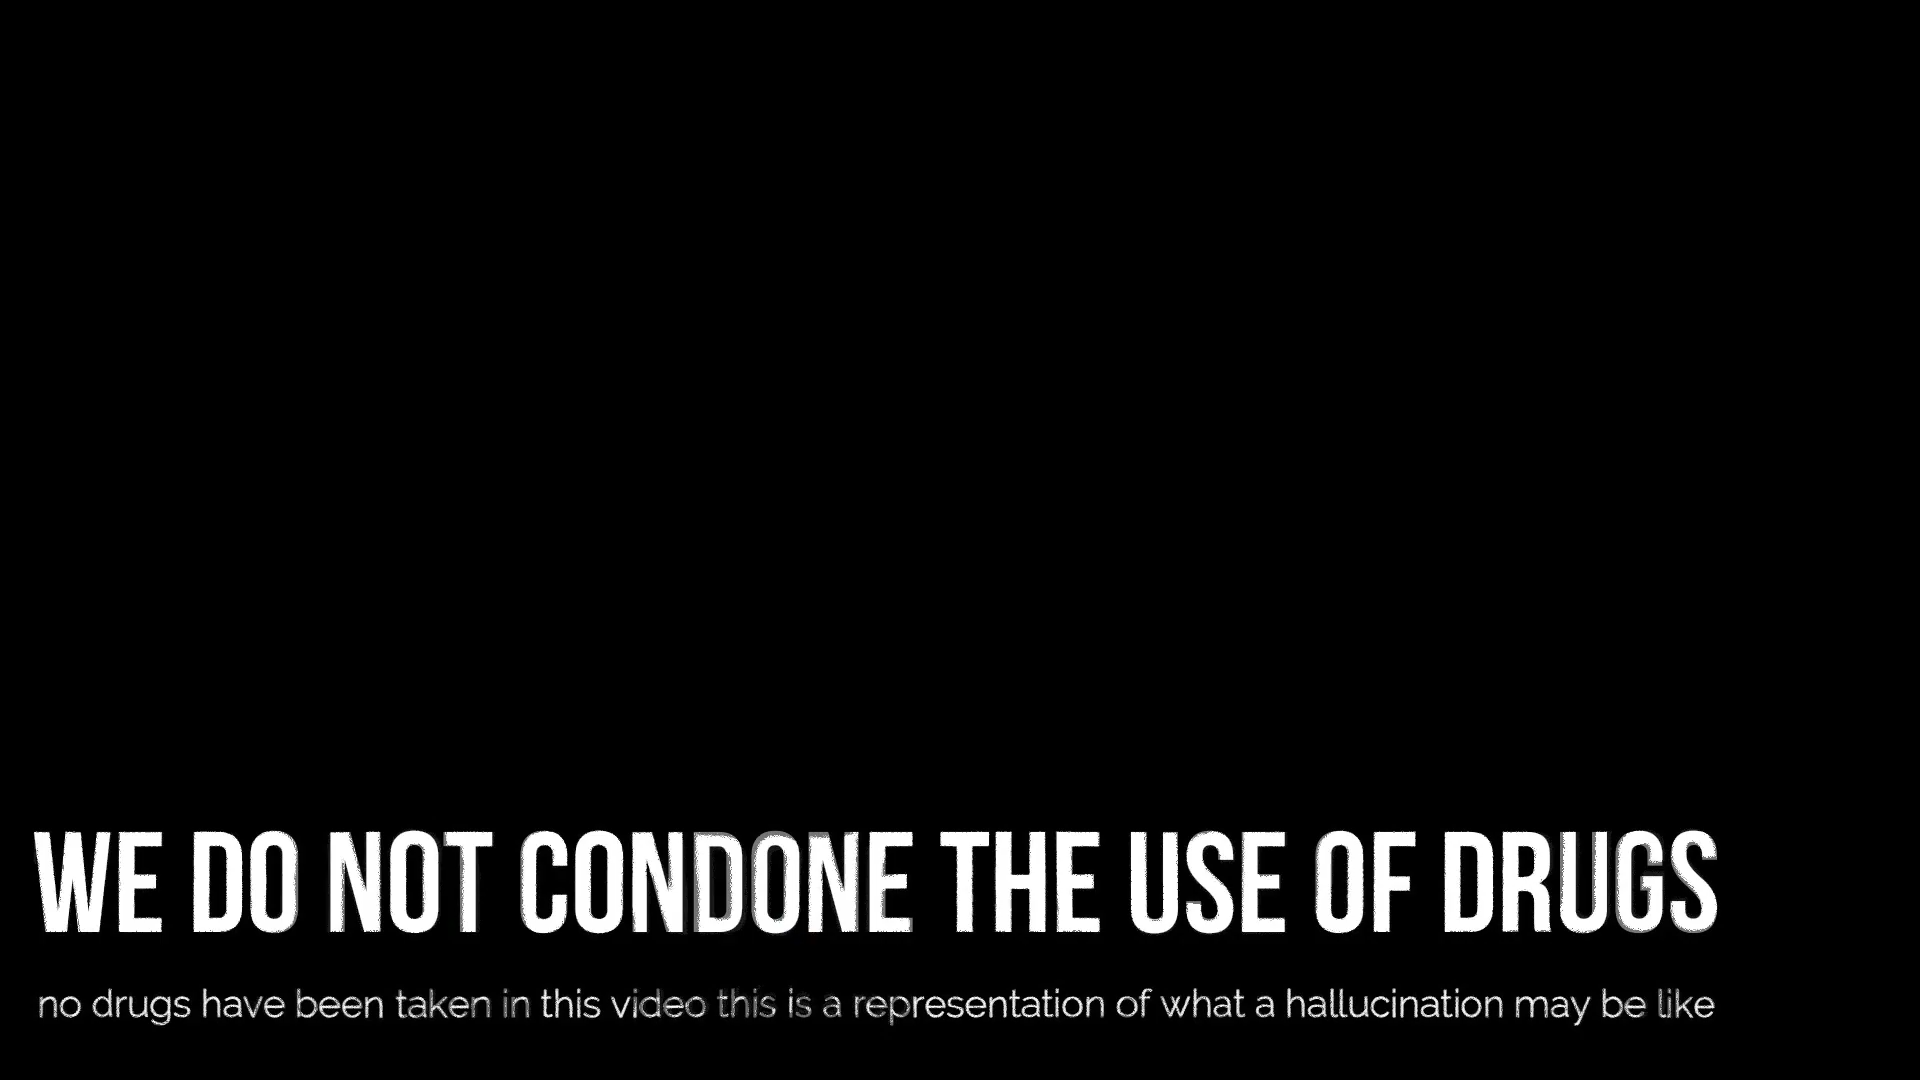 WE DO NOT CONDONE THE USE OF DRUGS
no drugs have been taken in this video this is a representation of what a hallucination may be like